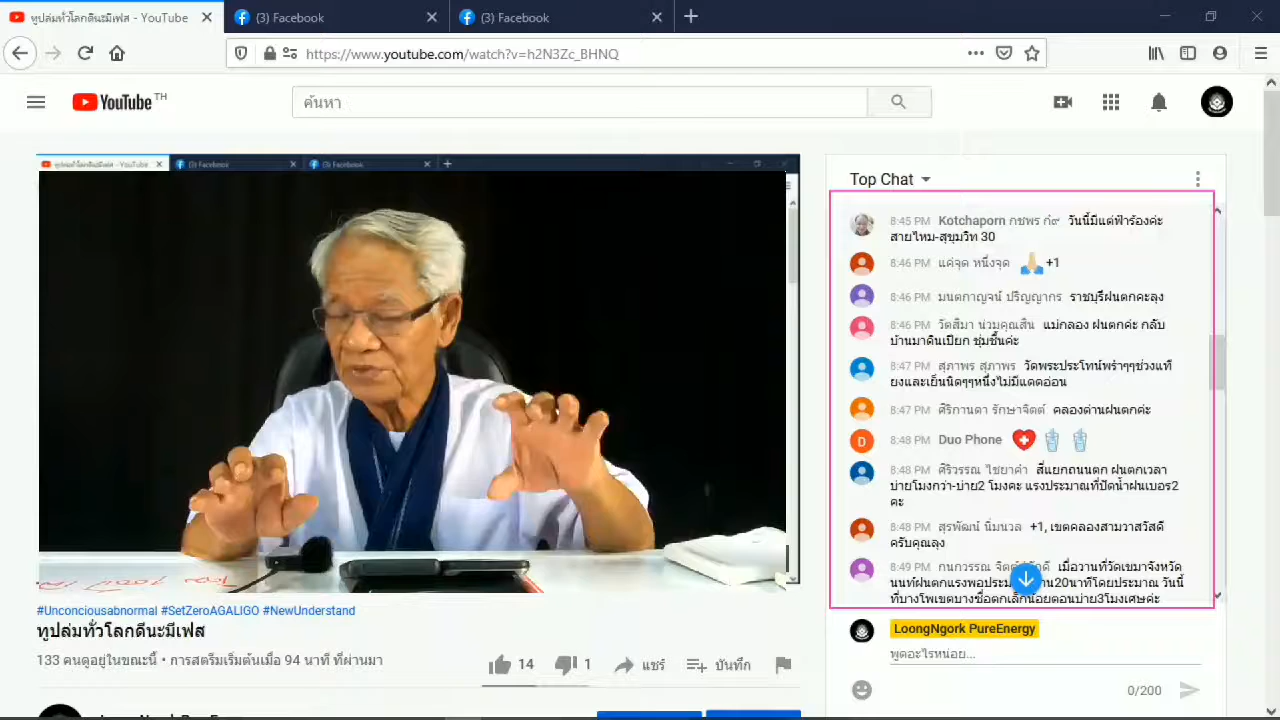 ทูปล่มทั่วโลกดีนะมีเฟส - YouTube
(3) Facebook
(3) Facebook
https://www.youtube.com/watch?v=h2N3Zc_BHNQ
YouTube TH
ค้นหา
ทูปล่มทั่วโลกดีนะมีเฟส - YouTube
(3) Facebook
(3) Facebook
Top Chat
8:45 PM Kotchaporn กชพร ก่๙ วันนี้มีแต่ฟ้าร้องค่ะ
สายไหม-สุขุมวิท 30
8:46 PM แค่จุด หนึ่งจุด +1
8:46 PM มนตกาญจน์ ปริญญากร ราชบุรีฝนตกคะลุง
8:46 PM วัตสิมา นวมคุณสิน แม่กลอง ฝนตกค่ะ กลับ
บ้านมาดินเปียก ชุ่มชื้นค่ะ
8:47 PM สุภาพร สุภาพร วัดพระประโทน์พรำๆๆช่วงแที่
ยงและเย็นนิดๆๆหนึ่งไม่มีแดดอ่อน
8:47 PM ศิริกานดา รักษาจิตต์ คลองด่านฝนตกค่ะ
D
8:48 PM Duo Phone
8:48 PM ศิริวรรณ ไชยาคำ สี่แยกถนนตก ฝนตกเวลา
บ่ายโมงกว่า-บ่าย2 โมงคะ แรงประมาณที่ปัดน้ำฝนเบอร2
คะ
8:48 PM สุรพัฒน์ นิ่มนวล +1, เขตคลองสามวาสวัสดี
ครับคุณลุง
8:49 PM กนกวรรณ เมื่อวานที่วัดเขมาจังหวัด
นนท์ฝนตกแรงพอประมาณ นาน20นาทีโดยประมาณ วันนี้
ที่บางโพเขตบางซื่อตกเล็กน้อยตอนบ่าย3โมงเศษค่ะ
LoongNgork PureEnergy
พูดอะไรหน่อย...
0/200
#Unconciousabnormal #SetZeroAGALIGO #NewUnderstand
ทูปล่มทั่วโลกดีนะมีเฟส
133 คนดูอยู่ในขณะนี้ • การสตรีมเริ่มต้นเมื่อ 94 นาที ที่ผ่านมา
14 1 แชร์ บันทึก